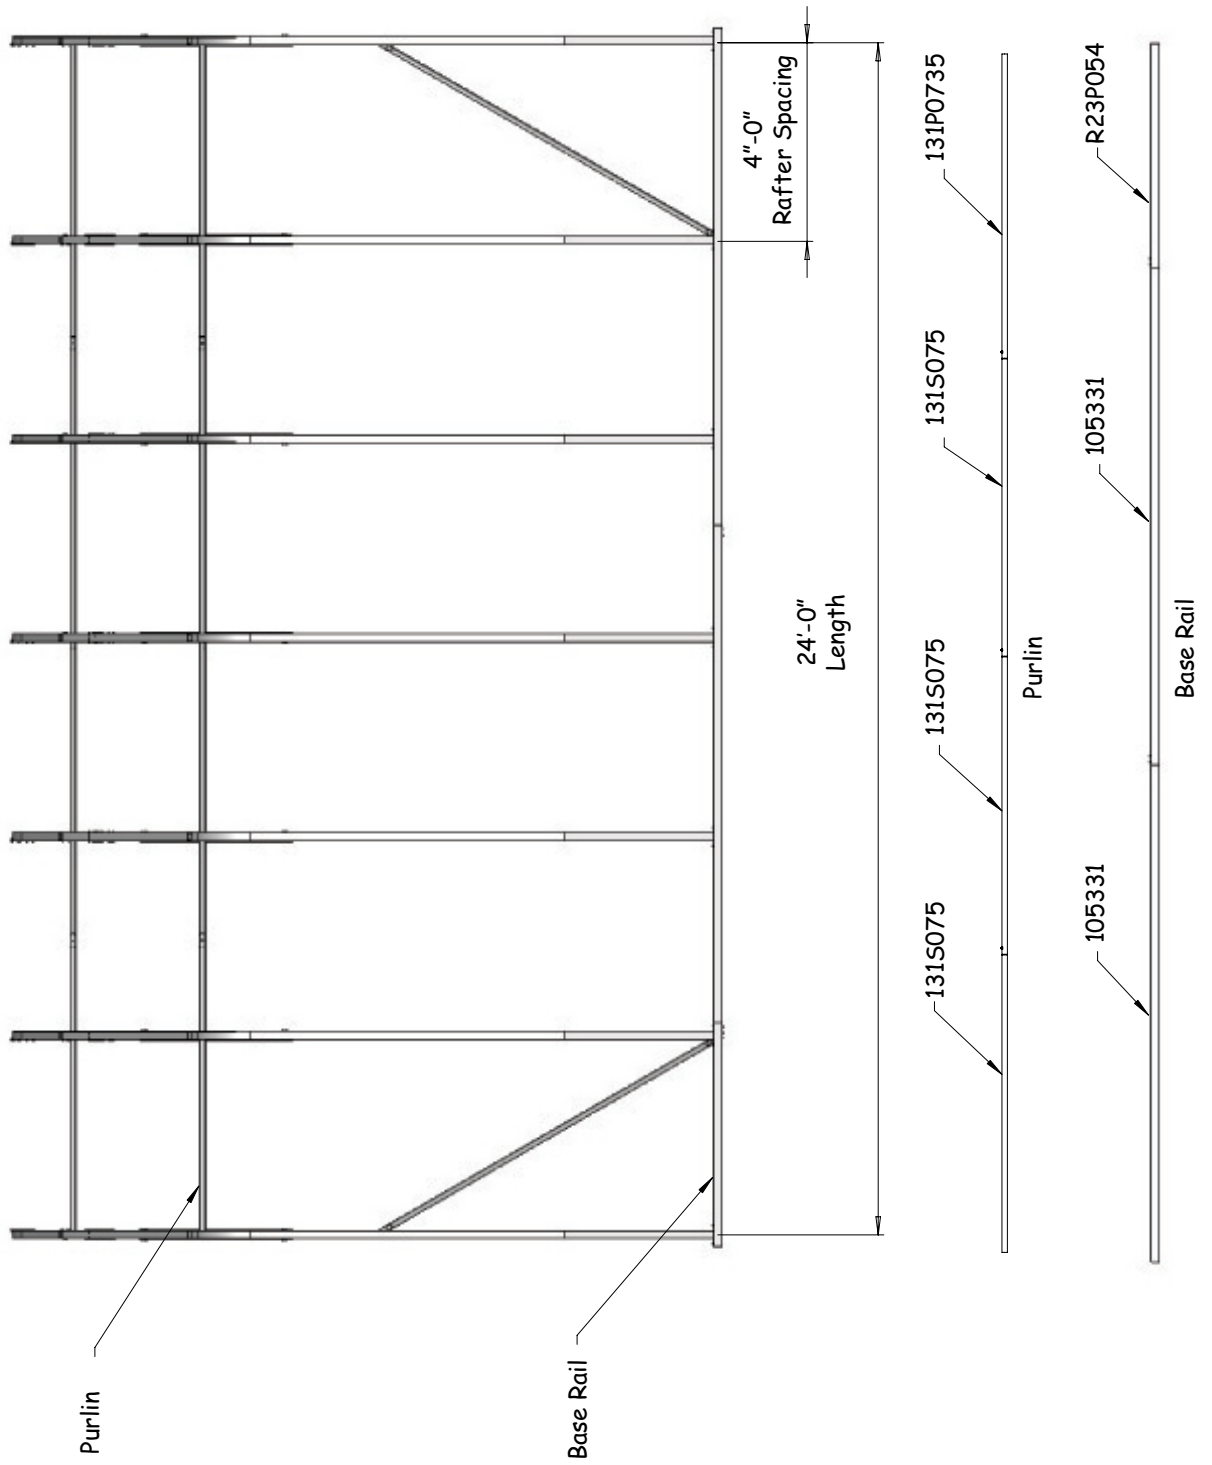 Purlin
Base Rail
4"-0"
Rafter Spacing
24'-0"
Length
131S075
131S075
131S075
131P0735
Purlin
105331
105331
R23P054
Base Rail